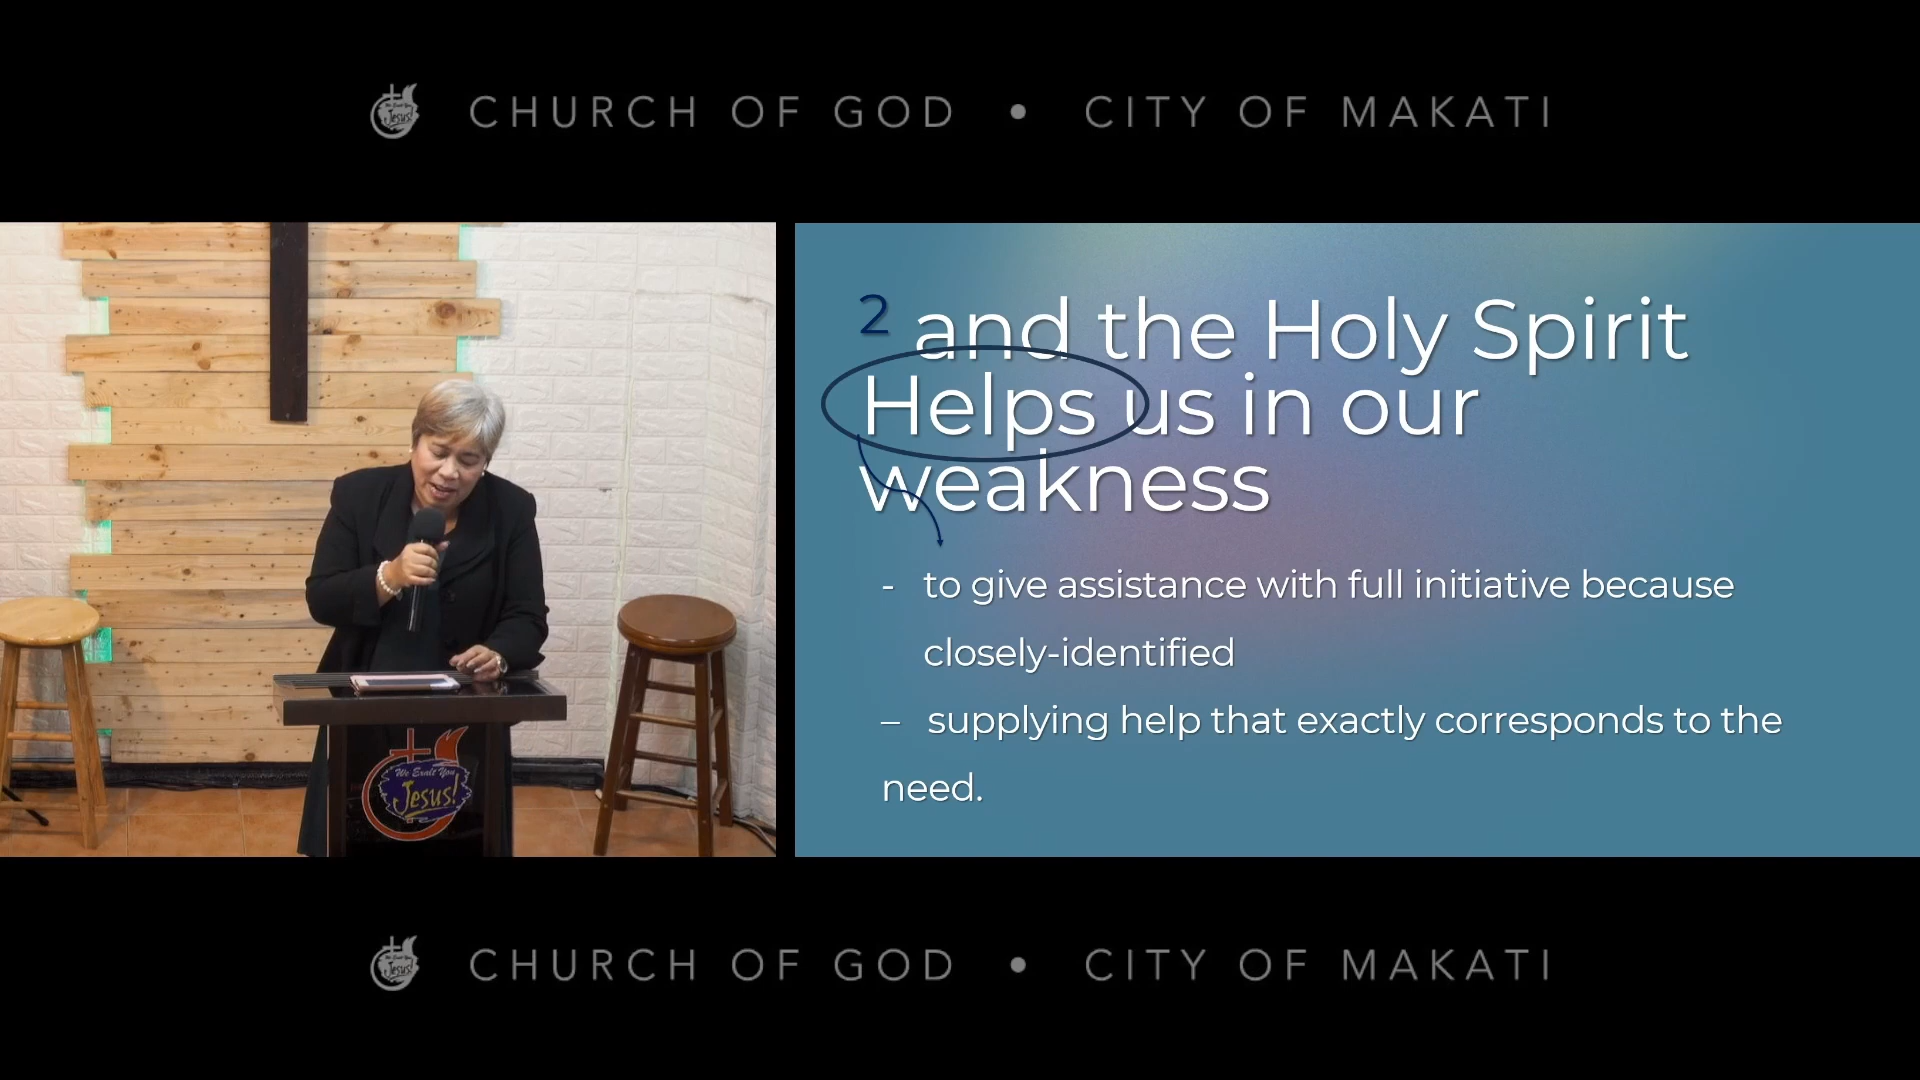 CHURCH OF GOD • CITY OF MAKATI
2 and the Holy Spirit
Helps us in our
weakness
- to give assistance with full initiative because
closely-identified
– supplying help that exactly corresponds to the
need.
We Exalt You
Jesus!
CHURCH OF GOD • CITY OF MAKATI